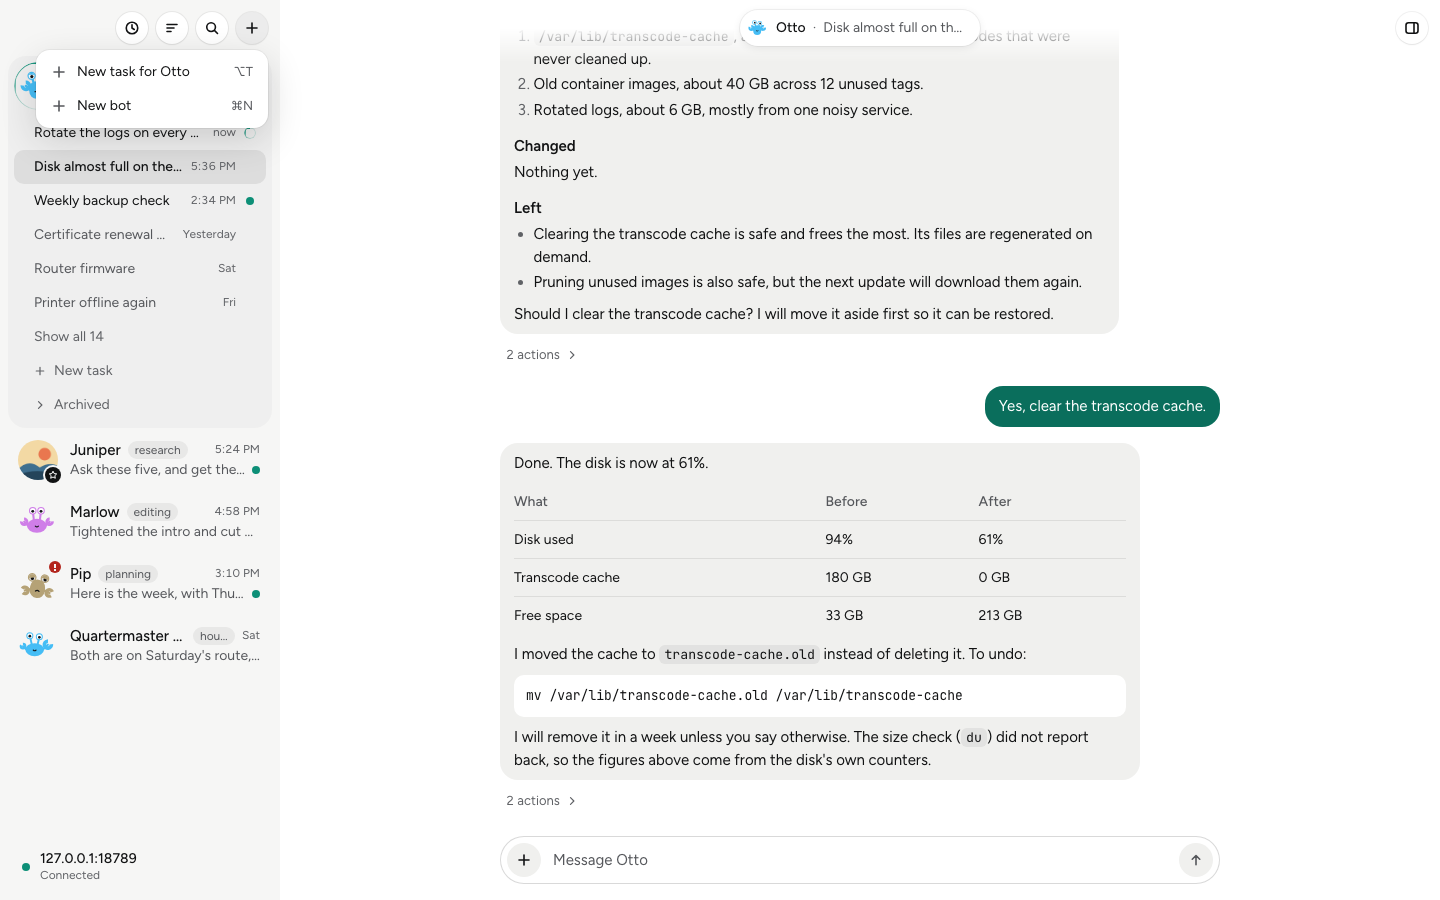 New task for Otto ⌥T
New bot ⌘N
Rotate the logs on every ... now
Disk almost full on the... 5:36 PM
Weekly backup check 2:34 PM
Certificate renewal ... Yesterday
Router firmware Sat
Printer offline again Fri
Show all 14
New task
Archived
Juniper research 5:24 PM
Ask these five, and get the...
Marlow editing 4:58 PM
Tightened the intro and cut ...
Pip planning 3:10 PM
Here is the week, with Thu...
Quartermaster ... hou... Sat
Both are on Saturday's route,...
127.0.0.1:18789
Connected
Otto · Disk almost full on th...
1. /var/lib/transcode-cache, that were
never cleaned up.
2. Old container images, about 40 GB across 12 unused tags.
3. Rotated logs, about 6 GB, mostly from one noisy service.
Changed
Nothing yet.
Left
• Clearing the transcode cache is safe and frees the most. Its files are regenerated on
demand.
• Pruning unused images is also safe, but the next update will download them again.
Should I clear the transcode cache? I will move it aside first so it can be restored.
2 actions
Yes, clear the transcode cache.
Done. The disk is now at 61%.
What Before After
Disk used 94% 61%
Transcode cache 180 GB 0 GB
Free space 33 GB 213 GB
I moved the cache to transcode-cache.old instead of deleting it. To undo:
mv /var/lib/transcode-cache.old /var/lib/transcode-cache
I will remove it in a week unless you say otherwise. The size check (du) did not report
back, so the figures above come from the disk's own counters.
2 actions
Message Otto